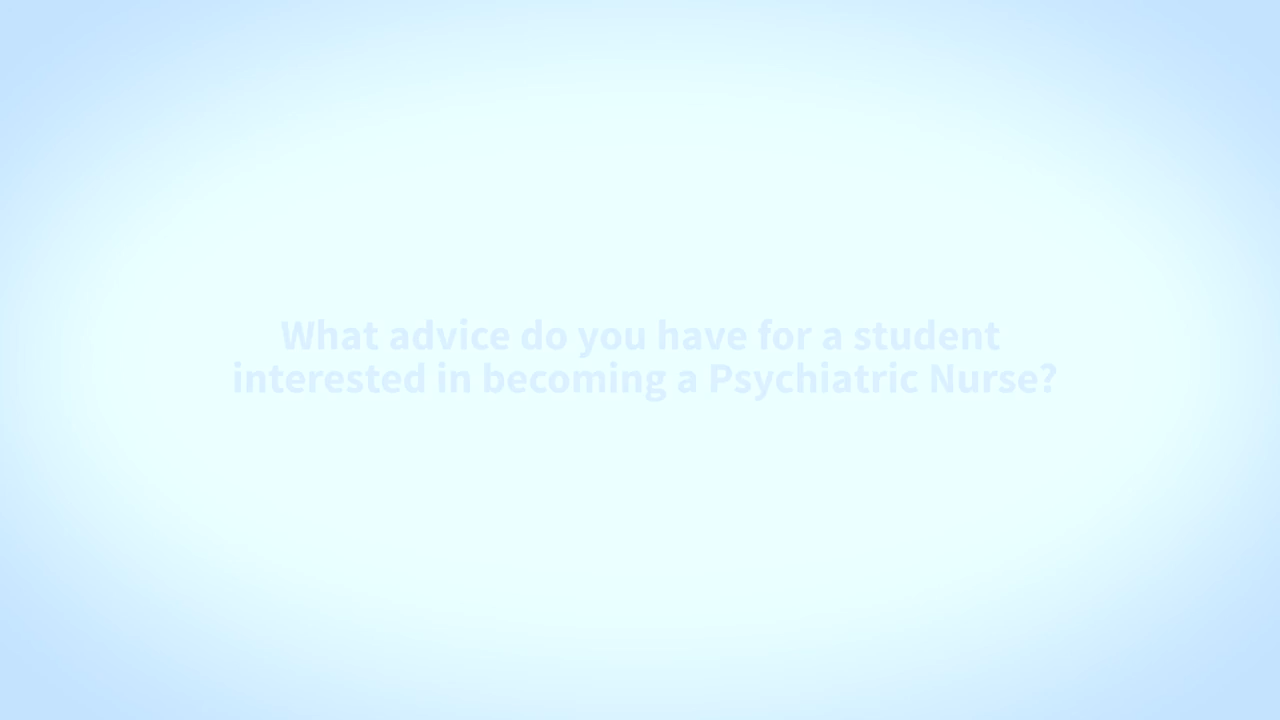 What advice do you have for a student
interested in becoming a Psychiatric Nurse?